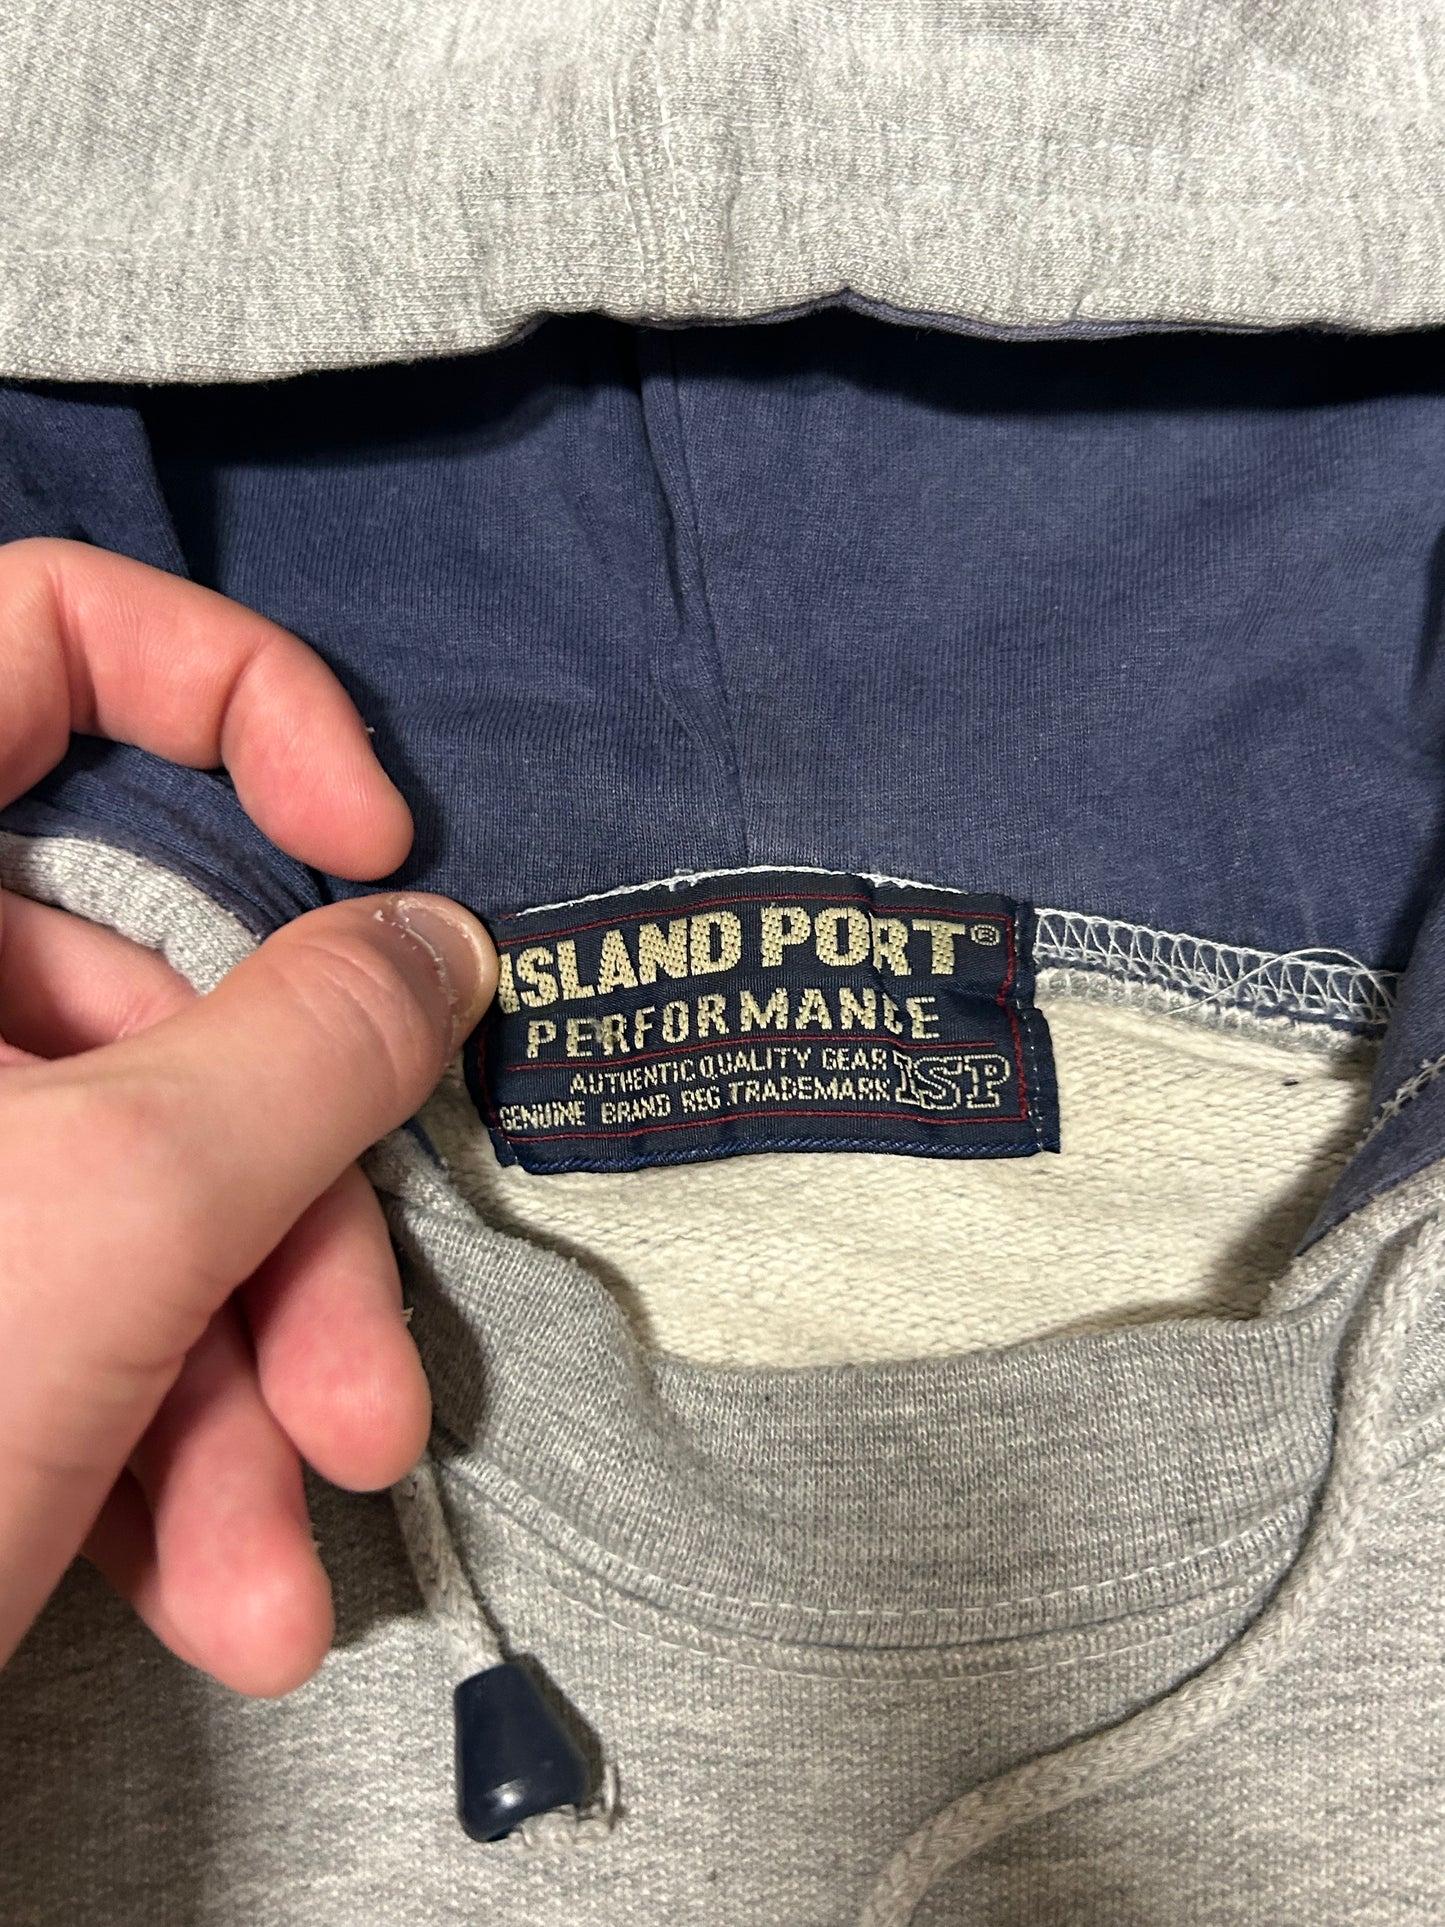 ISLAND PORT®
PERFORMANCE
AUTHENTIC QUALITY GEAR
GENUINE BRAND REG.TRADEMARK
ISP